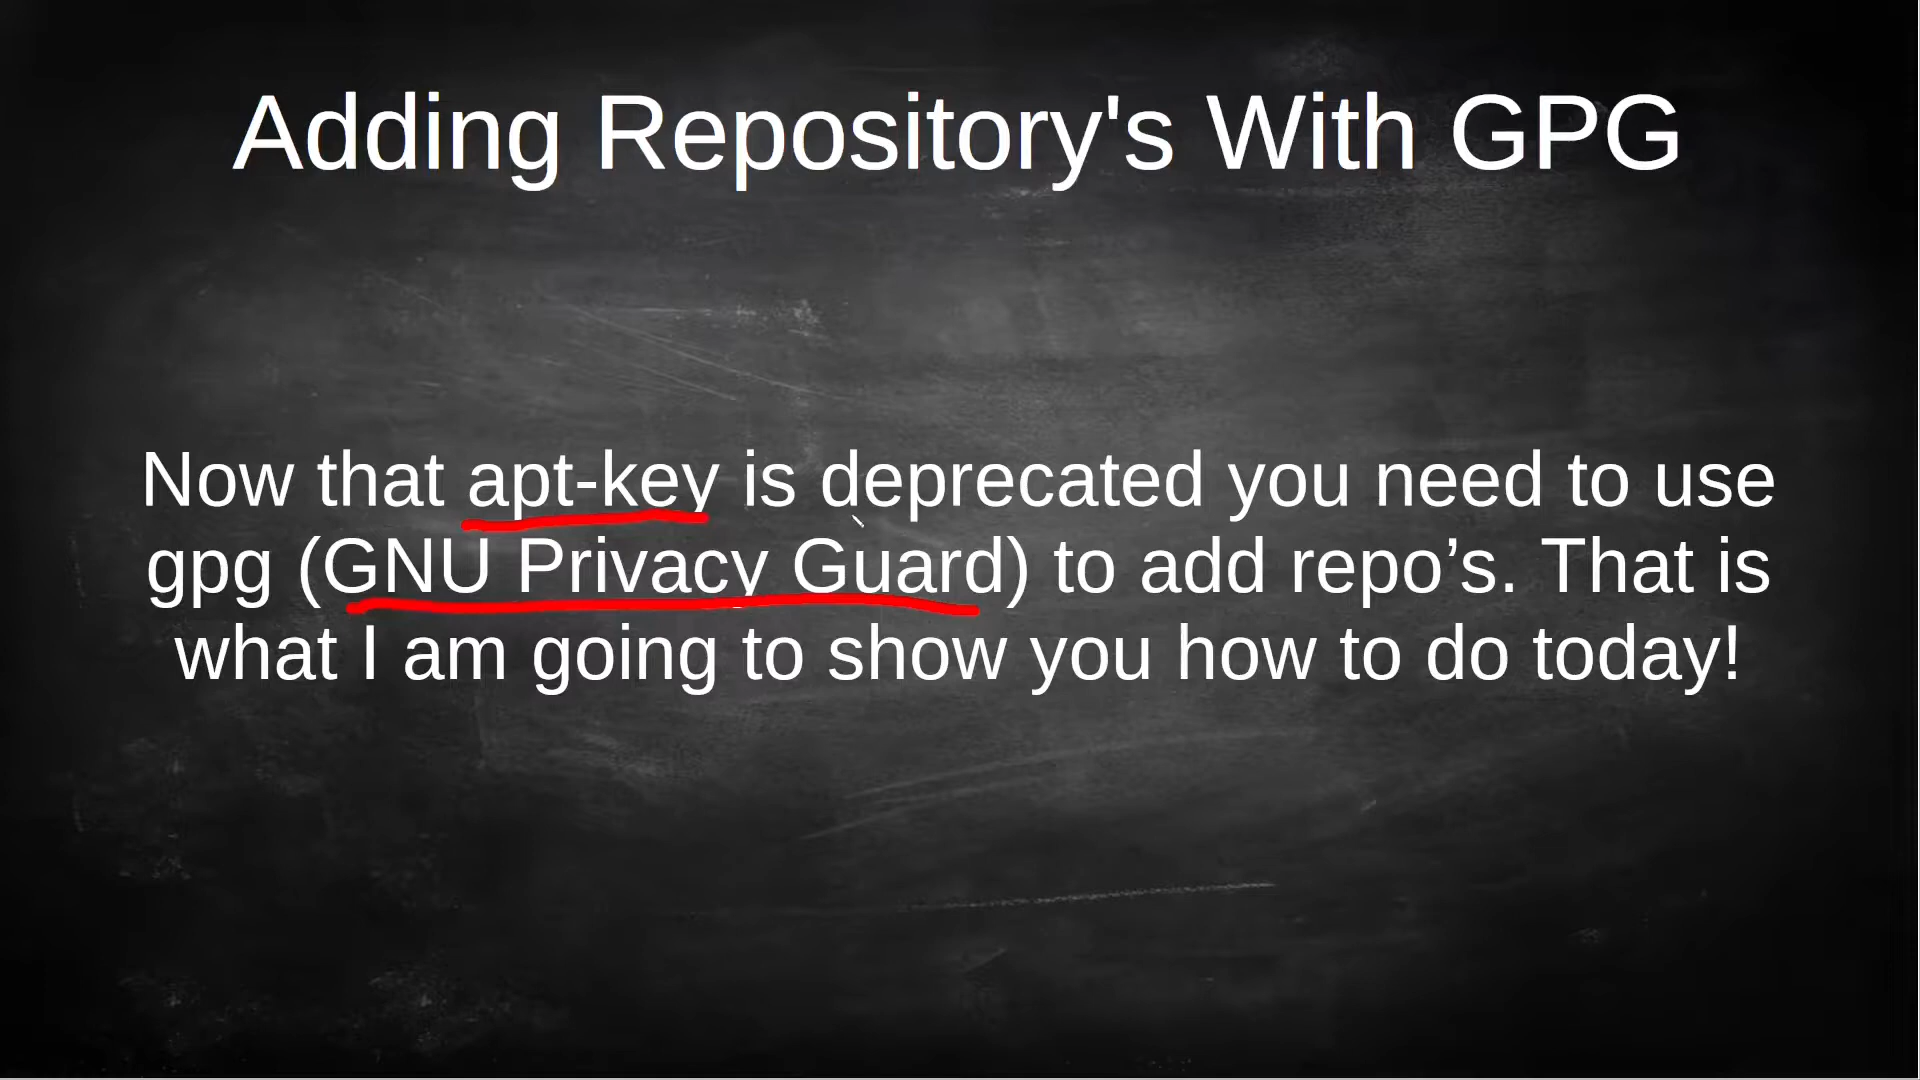 Adding Repository's With GPG
Now that apt-key is deprecated you need to use
gpg (GNU Privacy Guard) to add repo’s. That is
what I am going to show you how to do today!